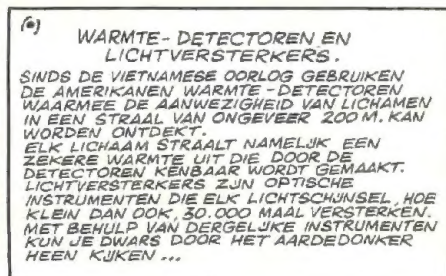 (*)
WARMTE-DETECTOREN EN
LICHTVERSTERKERS.
SINDS DE VIETNAMESE OORLOG GEBRUIKEN
DE AMERIKANEN WARMTE-DETECTOREN
WAARMEE DE AANWEZIGHEID VAN LICHAMEN
IN EEN STRAAL VAN ONGEVEER 200 M. KAN
WORDEN ONTDEKT.
ELK LICHAAM STRAALT NAMELIJK EEN
ZEKERE WARMTE UIT DIE DOOR DE
DETECTOREN KENBAAR WORDT GEMAAKT.
LICHTVERSTERKERS ZIJN OPTISCHE
INSTRUMENTEN DIE ELK LICHTSCHIJNSEL, HOE
KLEIN DAN OOK, 30.000 MAAL VERSTERKEN.
MET BEHULP VAN DERGELIJKE INSTRUMENTEN
KUN JE DWARS DOOR HET AARDEDONKER
HEEN KIJKEN ...